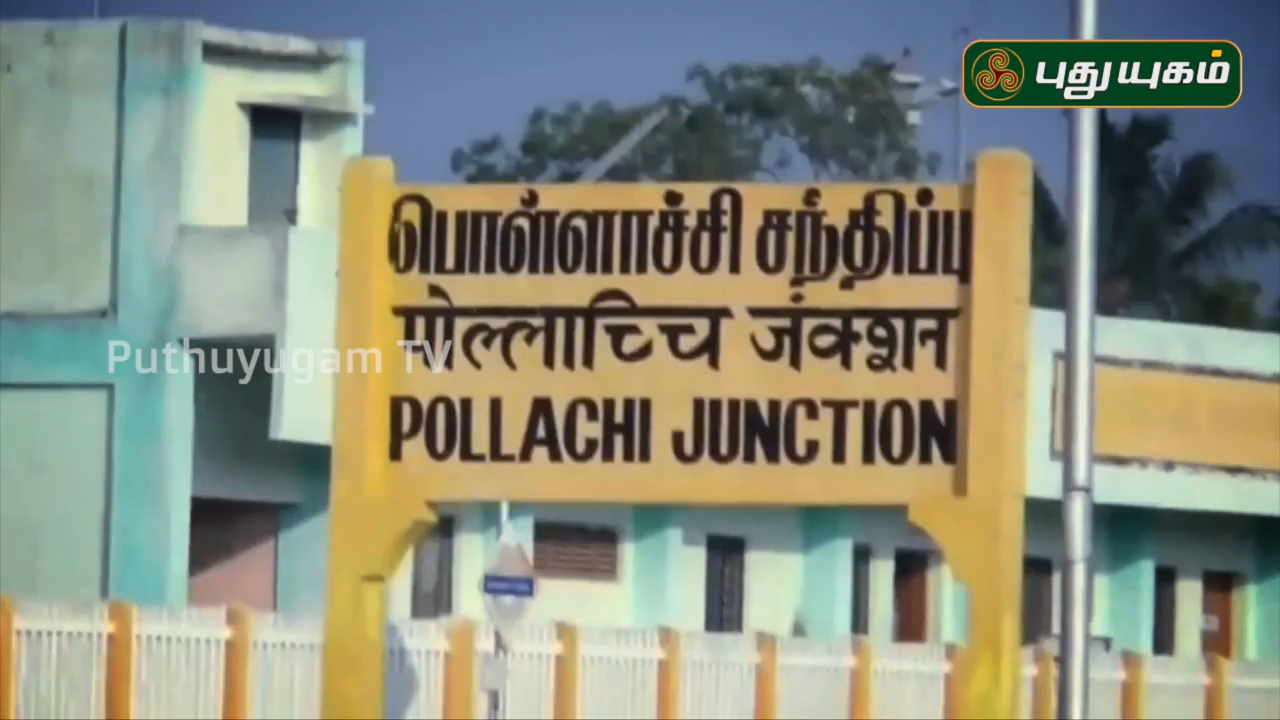 புதுயுகம்
பொள்ளாச்சி சந்திப்பு
पोल्लाच्चि जंक्शन
Puthuyugam TV
POLLACHI JUNCTION